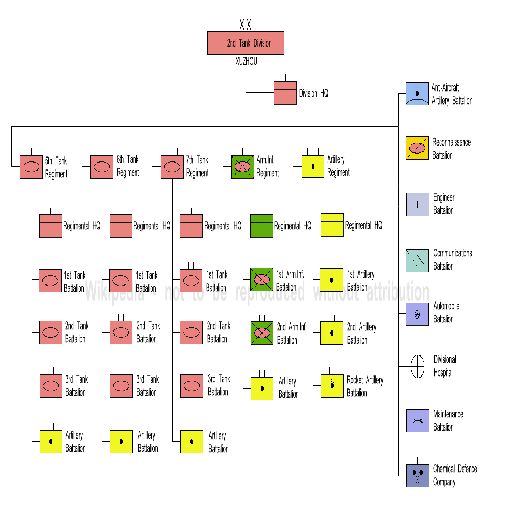 XX
2nd Tank Division
XUZHOU
Division HQ
Anti-Aircraft
Artillery Battalion
Reconnaissance
Battalion
Engineer
Battalion
Communications
Battalion
Automobile
Battalion
Divisional
Hospital
Maintenance
Battalion
Chemical Defence
Company
5th Tank
Regiment
6th Tank
Regiment
7th Tank
Regiment
Arm.Inf.
Regiment
Artillery
Regiment
Regimental HQ
Regimental HQ
Regimental HQ
Regimental HQ
Regimental HQ
1st Tank
Battalion
1st Tank
Battalion
1st Tank
Battalion
1st Arm.Inf.
Battalion
1st Artillery
Battalion
Wikipedia - not to be reproduced without attribution
2nd Tank
Battalion
2nd Tank
Battalion
2nd Tank
Battalion
2nd Arm.Inf.
Battalion
2nd Artillery
Battalion
3rd Tank
Battalion
3rd Tank
Battalion
3rd Tank
Battalion
Artillery
Battalion
Rocket Artillery
Battalion
Artillery
Battalion
Artillery
Battalion
Artillery
Battalion